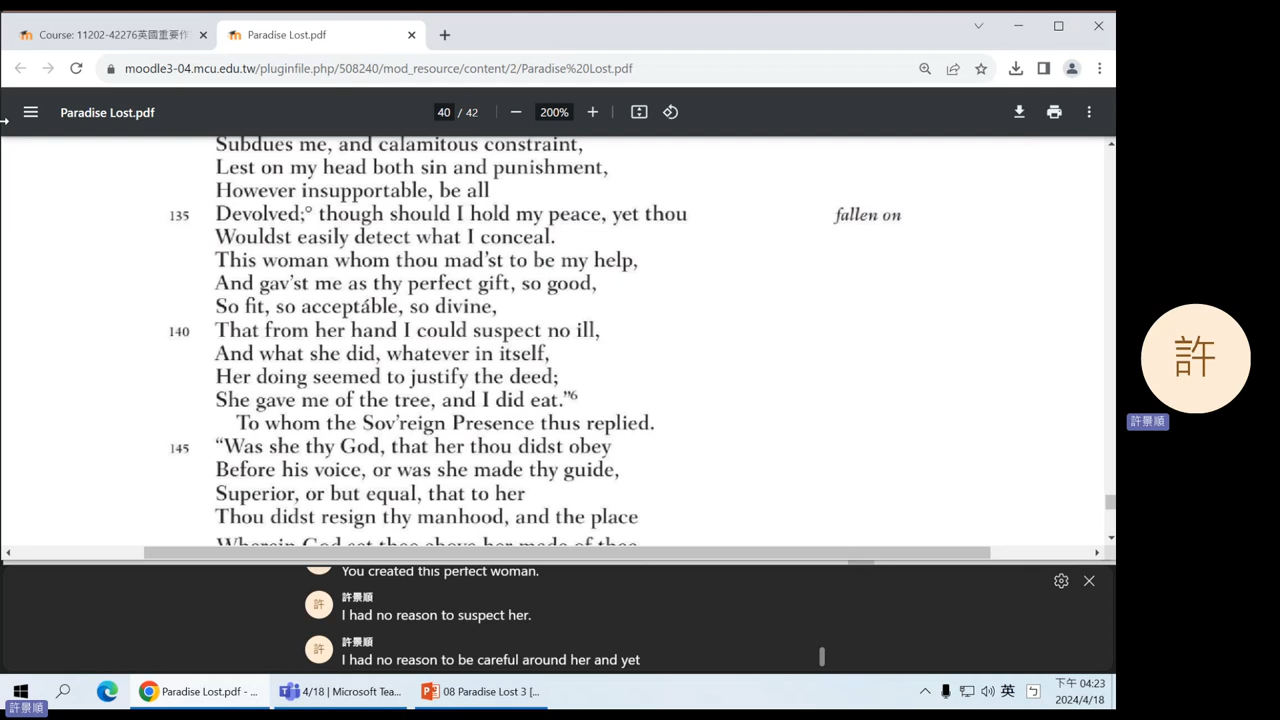 Course: 11202-42276英國重要作
Paradise Lost.pdf
moodle3-04.mcu.edu.tw/pluginfile.php/508240/mod_resource/content/2/Paradise%20Lost.pdf
Paradise Lost.pdf
40 / 42
200%
Subdues me, and calamitous constraint,
Lest on my head both sin and punishment,
However insupportable, be all
135 Devolved;° though should I hold my peace, yet thou fallen on
Wouldst easily detect what I conceal.
This woman whom thou mad'st to be my help,
And gav'st me as thy perfect gift, so good,
So fit, so acceptáble, so divine,
140 That from her hand I could suspect no ill,
And what she did, whatever in itself,
Her doing seemed to justify the deed;
She gave me of the tree, and I did eat."6
To whom the Sov'reign Presence thus replied.
145 "Was she thy God, that her thou didst obey
Before his voice, or was she made thy guide,
Superior, or but equal, that to her
Thou didst resign thy manhood, and the place
Wherein God set thee above her made of thee
許
許景順
You created this perfect woman.
許
許景順
I had no reason to suspect her.
許
許景順
I had no reason to be careful around her and yet
Paradise Lost.pdf - ...
4/18 | Microsoft Tea...
08 Paradise Lost 3 [...
英
下午 04:23
2024/4/18
許景順